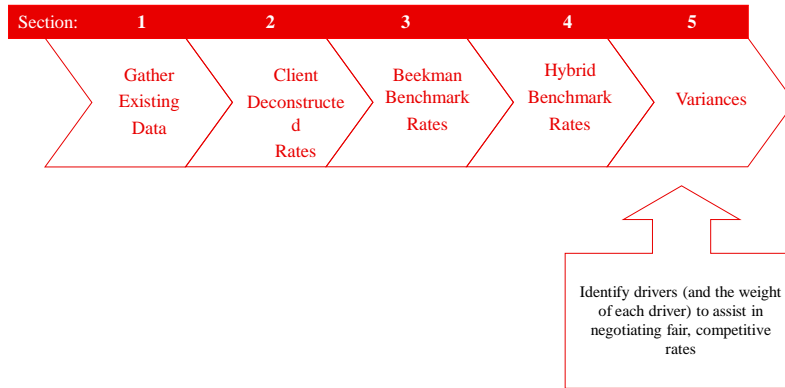 Section: 1 2 3 4 5
Gather
Existing
Data
Client
Deconstructe
d
Rates
Beekman
Benchmark
Rates
Hybrid
Benchmark
Rates
Variances
Identify drivers (and the weight
of each driver) to assist in
negotiating fair, competitive
rates